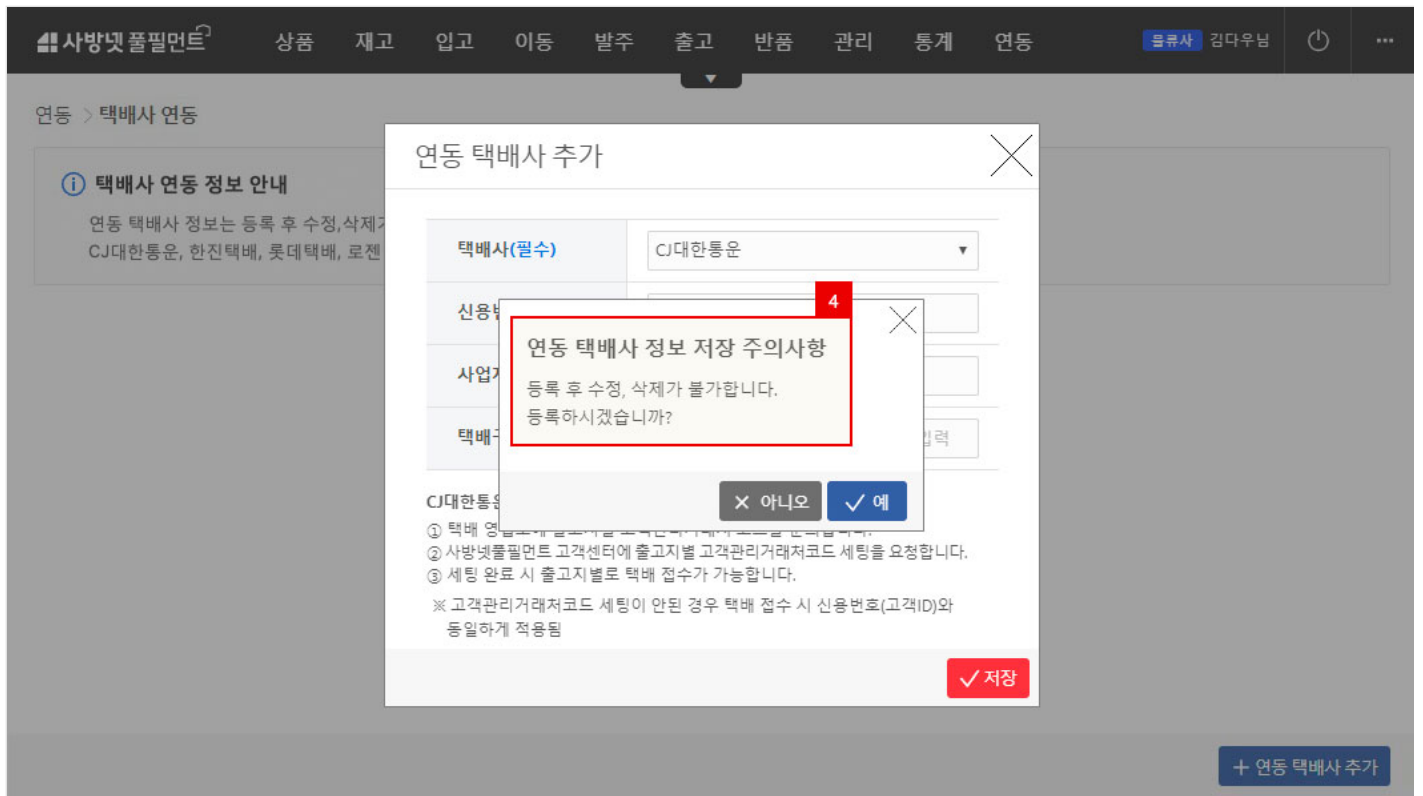 사방넷 풀필먼트
상품 재고 입고 이동 발주 출고 반품 관리 통계 연동
물류사 김다우님
연동 > 택배사 연동
택배사 연동 정보 안내
연동 택배사 정보는 등록 후 수정,삭제
CJ대한통운, 한진택배, 롯데택배, 로젠
연동 택배사 추가
택배사(필수) CJ대한통운
신용
4
연동 택배사 정보 저장 주의사항
사업
등록 후 수정, 삭제가 불가합니다.
등록하시겠습니까?
택배
입력
아니오 예
CJ대한통운
① 택배
② 사방넷풀필먼트 고객센터에 출고지별 고객관리거래처코드 세팅을 요청합니다.
③ 세팅 완료 시 출고지별로 택배 접수가 가능합니다.
※ 고객관리거래처코드 세팅이 안된 경우 택배 접수 시 신용번호(고객ID)와
동일하게 적용됨
저장
+ 연동 택배사 추가